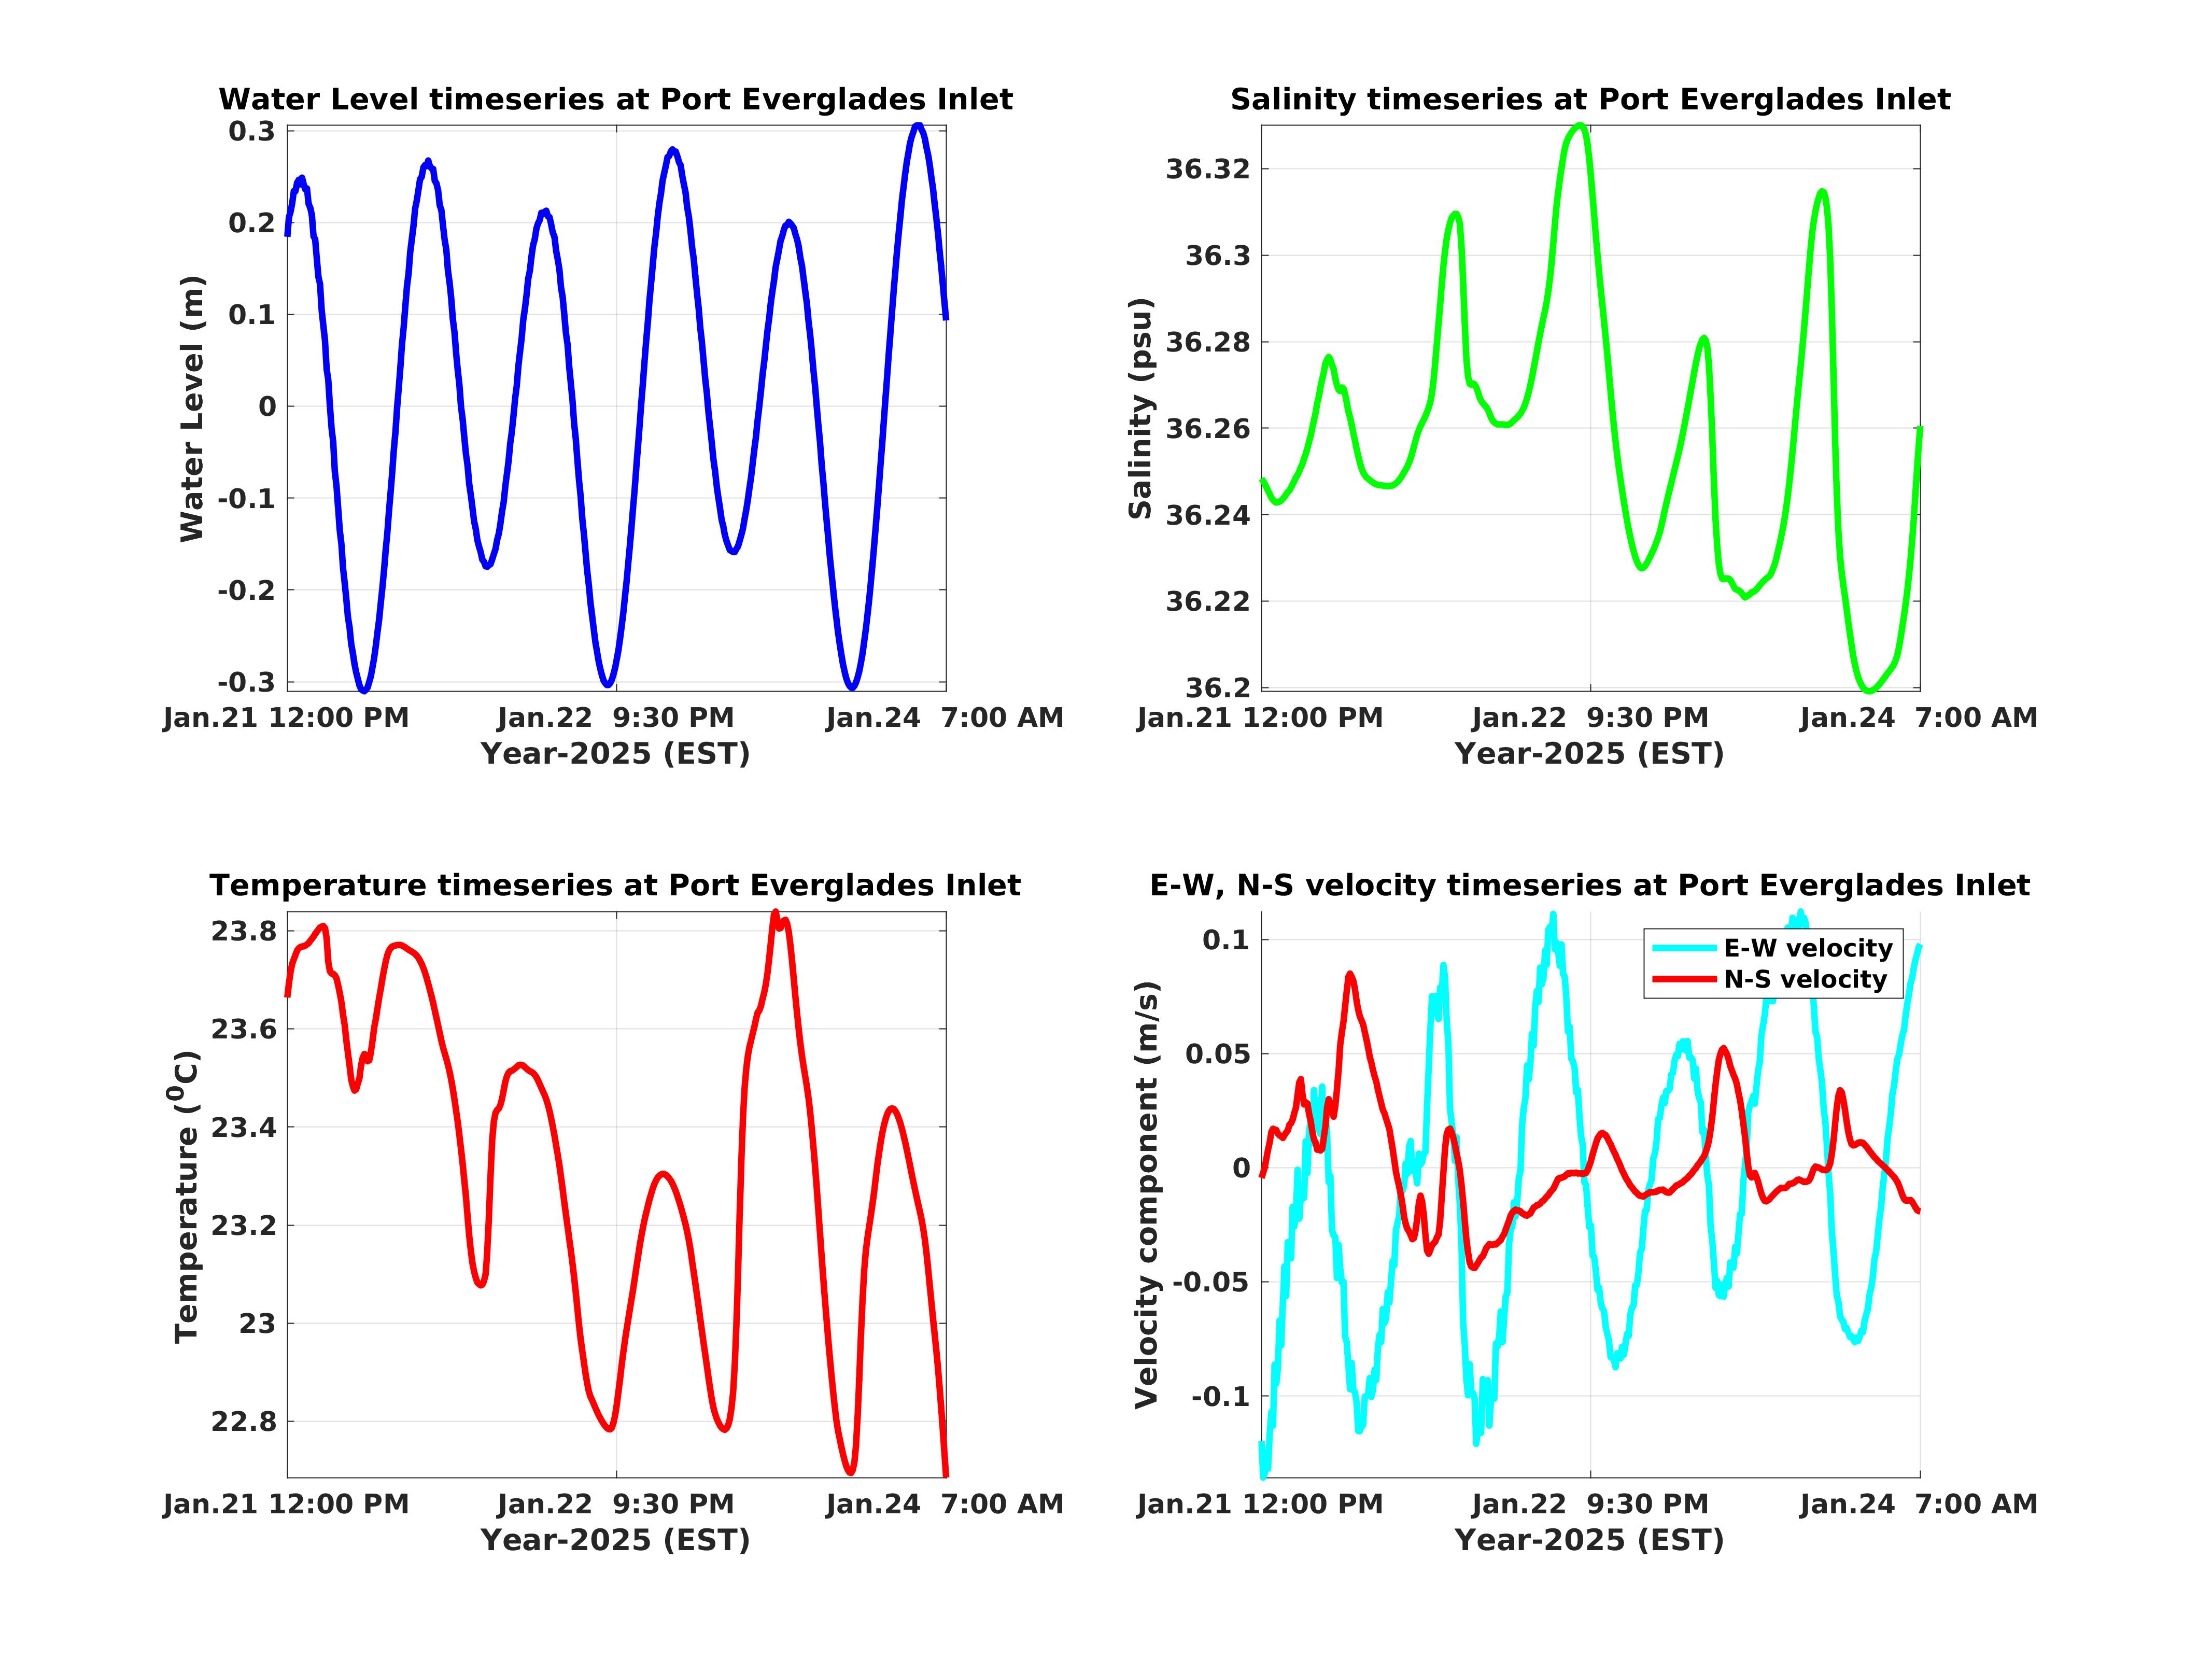 Water Level timeseries at Port Everglades Inlet
0.3
0.2
0.1
0
-0.1
-0.2
-0.3
Water Level (m)
Jan.21 12:00 PM
Jan.22 9:30 PM
Jan.24 7:00 AM
Year-2025 (EST)
Salinity timeseries at Port Everglades Inlet
36.32
36.3
36.28
36.26
36.24
36.22
36.2
Salinity (psu)
Jan.21 12:00 PM
Jan.22 9:30 PM
Jan.24 7:00 AM
Year-2025 (EST)
Temperature timeseries at Port Everglades Inlet
23.8
23.6
23.4
23.2
23
22.8
Temperature (⁰C)
Jan.21 12:00 PM
Jan.22 9:30 PM
Jan.24 7:00 AM
Year-2025 (EST)
E-W, N-S velocity timeseries at Port Everglades Inlet
0.1
0.05
0
-0.05
-0.1
Velocity component (m/s)
E-W velocity
N-S velocity
Jan.21 12:00 PM
Jan.22 9:30 PM
Jan.24 7:00 AM
Year-2025 (EST)